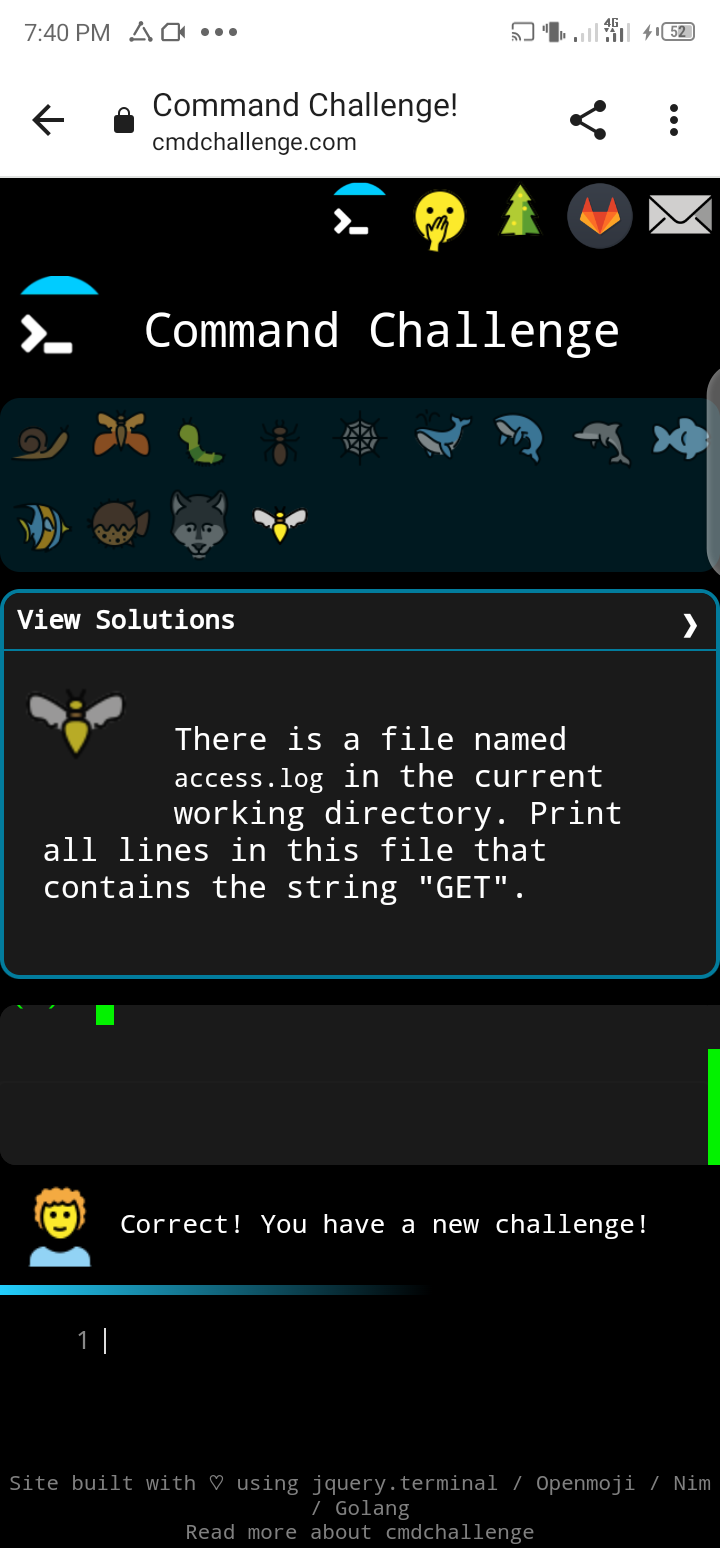 7:40 PM
4G
52
Command Challenge!
cmdchallenge.com
Command Challenge
View Solutions ❯
There is a file named
access.log in the current
working directory. Print
all lines in this file that
contains the string "GET".
Correct! You have a new challenge!
1
Site built with ♡ using jquery.terminal / Openmoji / Nim
/ Golang
Read more about cmdchallenge